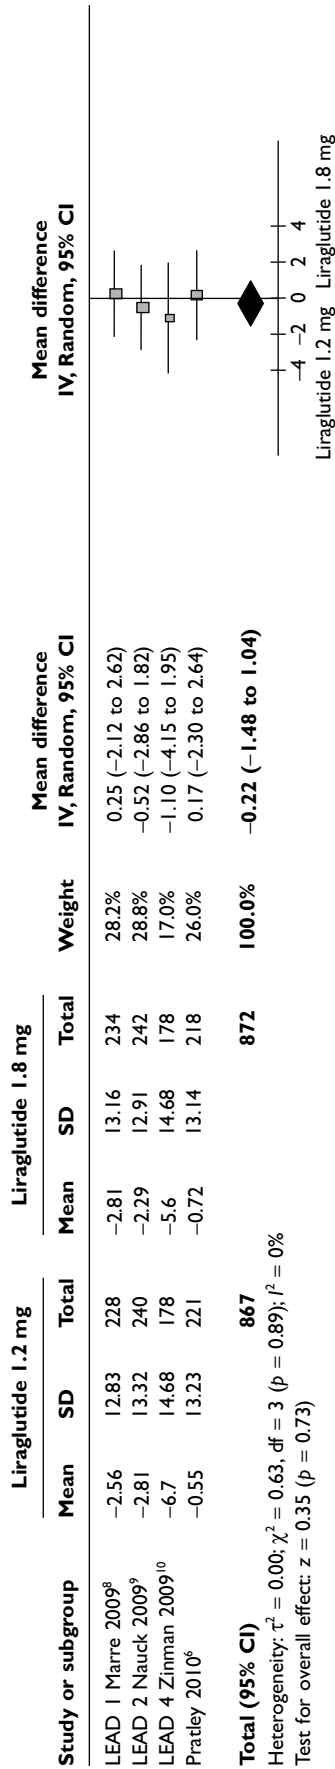 Liraglutide 1.2 mg Liraglutide 1.8 mg Mean difference Mean difference
Study or subgroup Mean SD Total Mean SD Total Weight IV, Random, 95% CI IV, Random, 95% CI
LEAD 1 Marre 2009⁸ −2.56 12.83 228 −2.81 13.16 234 28.2% 0.25 (−2.12 to 2.62)
LEAD 2 Nauck 2009⁹ −2.81 13.32 240 −2.29 12.91 242 28.8% −0.52 (−2.86 to 1.82)
LEAD 4 Zinman 2009¹⁰ −6.7 14.68 178 −5.6 14.68 178 17.0% −1.10 (−4.15 to 1.95)
Pratley 2010⁶ −0.55 13.23 221 −0.72 13.14 218 26.0% 0.17 (−2.30 to 2.64)
Total (95% CI) 867 872 100.0% −0.22 (−1.48 to 1.04)
Heterogeneity: τ² = 0.00; χ² = 0.63, df = 3 (p = 0.89); I² = 0%
Test for overall effect: z = 0.35 (p = 0.73)
−4 −2 0 2 4
Liraglutide 1.2 mg Liraglutide 1.8 mg